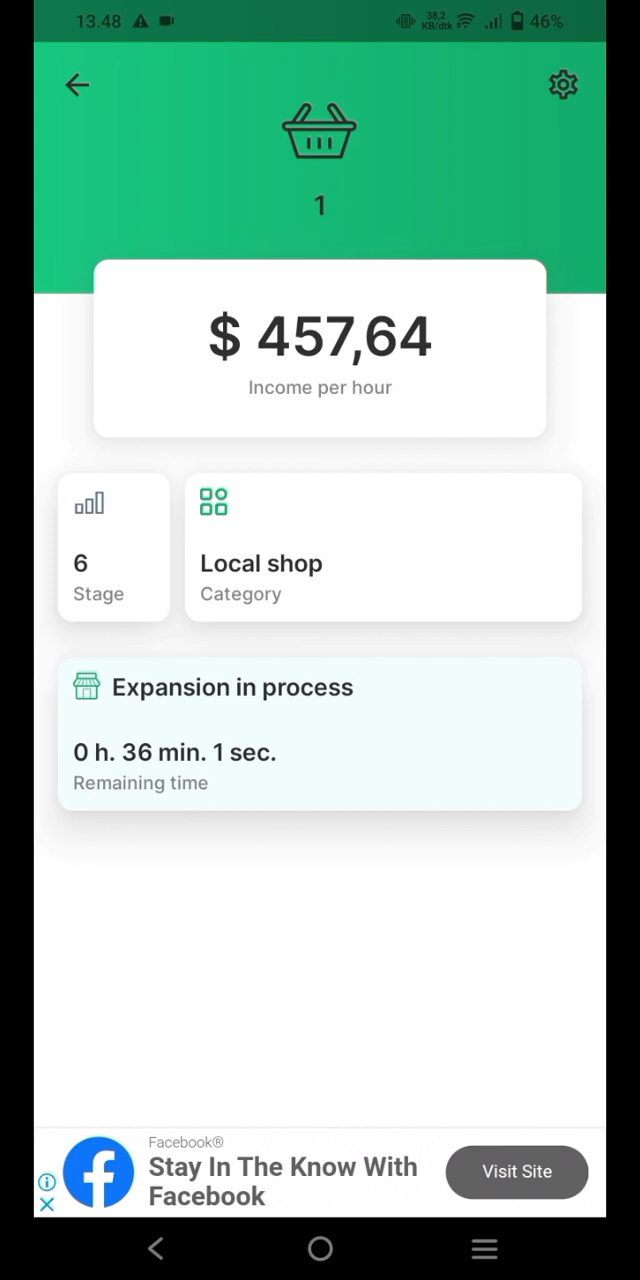 13.48
38,2
KB/dtk
46%
1
$ 457,64
Income per hour
6
Stage
Local shop
Category
Expansion in process
0 h. 36 min. 1 sec.
Remaining time
Facebook®
Stay In The Know With
Facebook
Visit Site